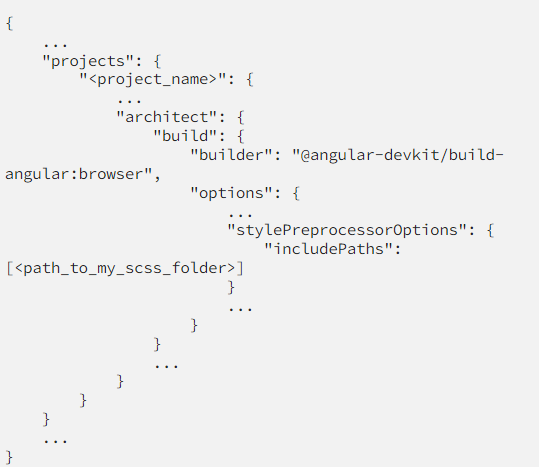 {
    ...
    "projects": {
        "<project_name>": {
            ...
            "architect": {
                "build": {
                    "builder": "@angular-devkit/build-
angular:browser",
                    "options": {
                        ...
                        "stylePreprocessorOptions": {
                            "includePaths":
[<path_to_my_scss_folder>]
                        }
                        ...
                    }
                }
                ...
            }
        }
    }
    ...
}